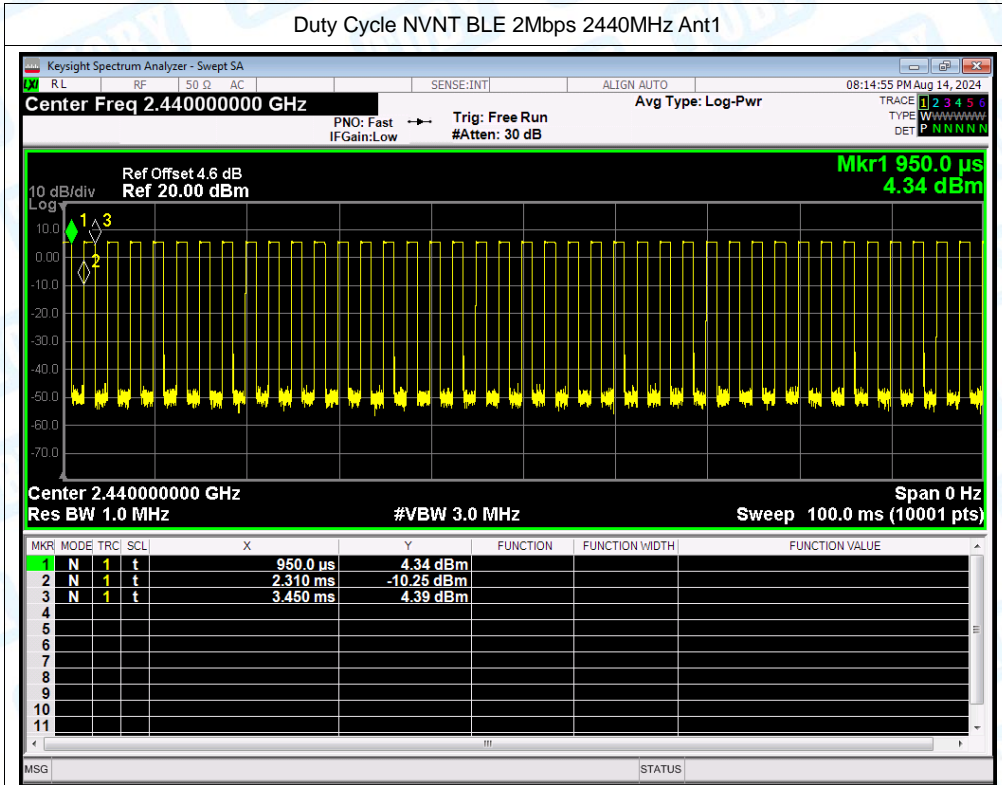 Duty Cycle NVNT BLE 2Mbps 2440MHz Ant1
Keysight Spectrum Analyzer - Swept SA
LXI RL RF 50 Ω AC SENSE:INT ALIGN AUTO 08:14:55 PM Aug 14, 2024
Center Freq 2.440000000 GHz Avg Type: Log-Pwr TRACE 1 2 3 4 5 6
PNO: Fast Trig: Free Run TYPE WWWWWW
IFGain:Low #Atten: 30 dB DET P N N N N N
Mkr1 950.0 µs
Ref Offset 4.6 dB
10 dB/div Ref 20.00 dBm 4.34 dBm
Log
10.0 1 3
0.00 2
-10.0
-20.0
-30.0
-40.0
-50.0
-60.0
-70.0
Center 2.440000000 GHz Span 0 Hz
Res BW 1.0 MHz #VBW 3.0 MHz Sweep 100.0 ms (10001 pts)
MKR MODE TRC SCL X Y FUNCTION FUNCTION WIDTH FUNCTION VALUE
1 N 1 t 950.0 µs 4.34 dBm
2 N 1 t 2.310 ms -10.25 dBm
3 N 1 t 3.450 ms 4.39 dBm
4
5
6
7
8
9
10
11
MSG STATUS